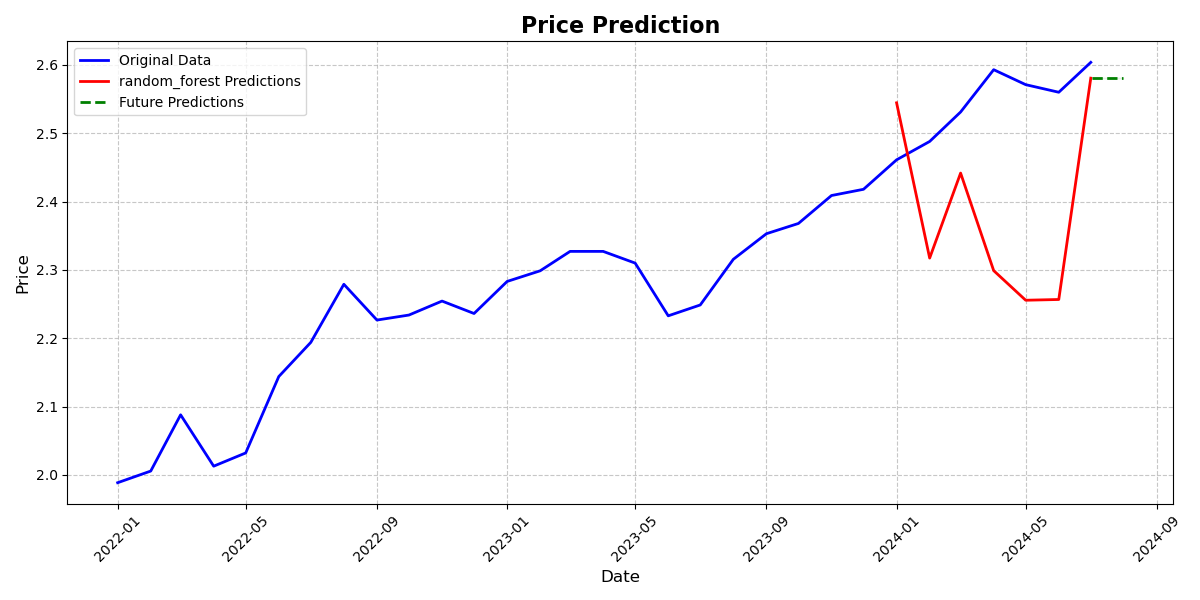 Price Prediction
Original Data
random_forest Predictions
Future Predictions
Price
2.6
2.5
2.4
2.3
2.2
2.1
2.0
2022-01
2022-05
2022-09
2023-01
2023-05
2023-09
2024-01
2024-05
2024-09
Date